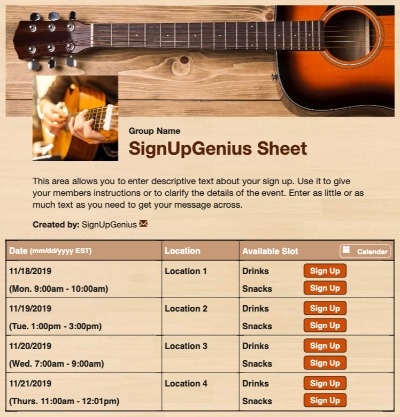 Group Name
SignUpGenius Sheet
This area allows you to enter descriptive text about your sign up. Use it to give
your members instructions or to clarify the details of the event. Enter as little or as
much text as you need to get your message across.
Created by: SignUpGenius
Date (mm/dd/yyyy EST) Location Available Slot Calendar
11/18/2019 Location 1 Drinks Sign Up
(Mon. 9:00am - 10:00am) Snacks Sign Up
11/19/2019 Location 2 Drinks Sign Up
(Tue. 1:00pm - 3:00pm) Snacks Sign Up
11/20/2019 Location 3 Drinks Sign Up
(Wed. 7:00am - 9:00am) Snacks Sign Up
11/21/2019 Location 4 Drinks Sign Up
(Thurs. 11:00am - 12:01pm) Snacks Sign Up